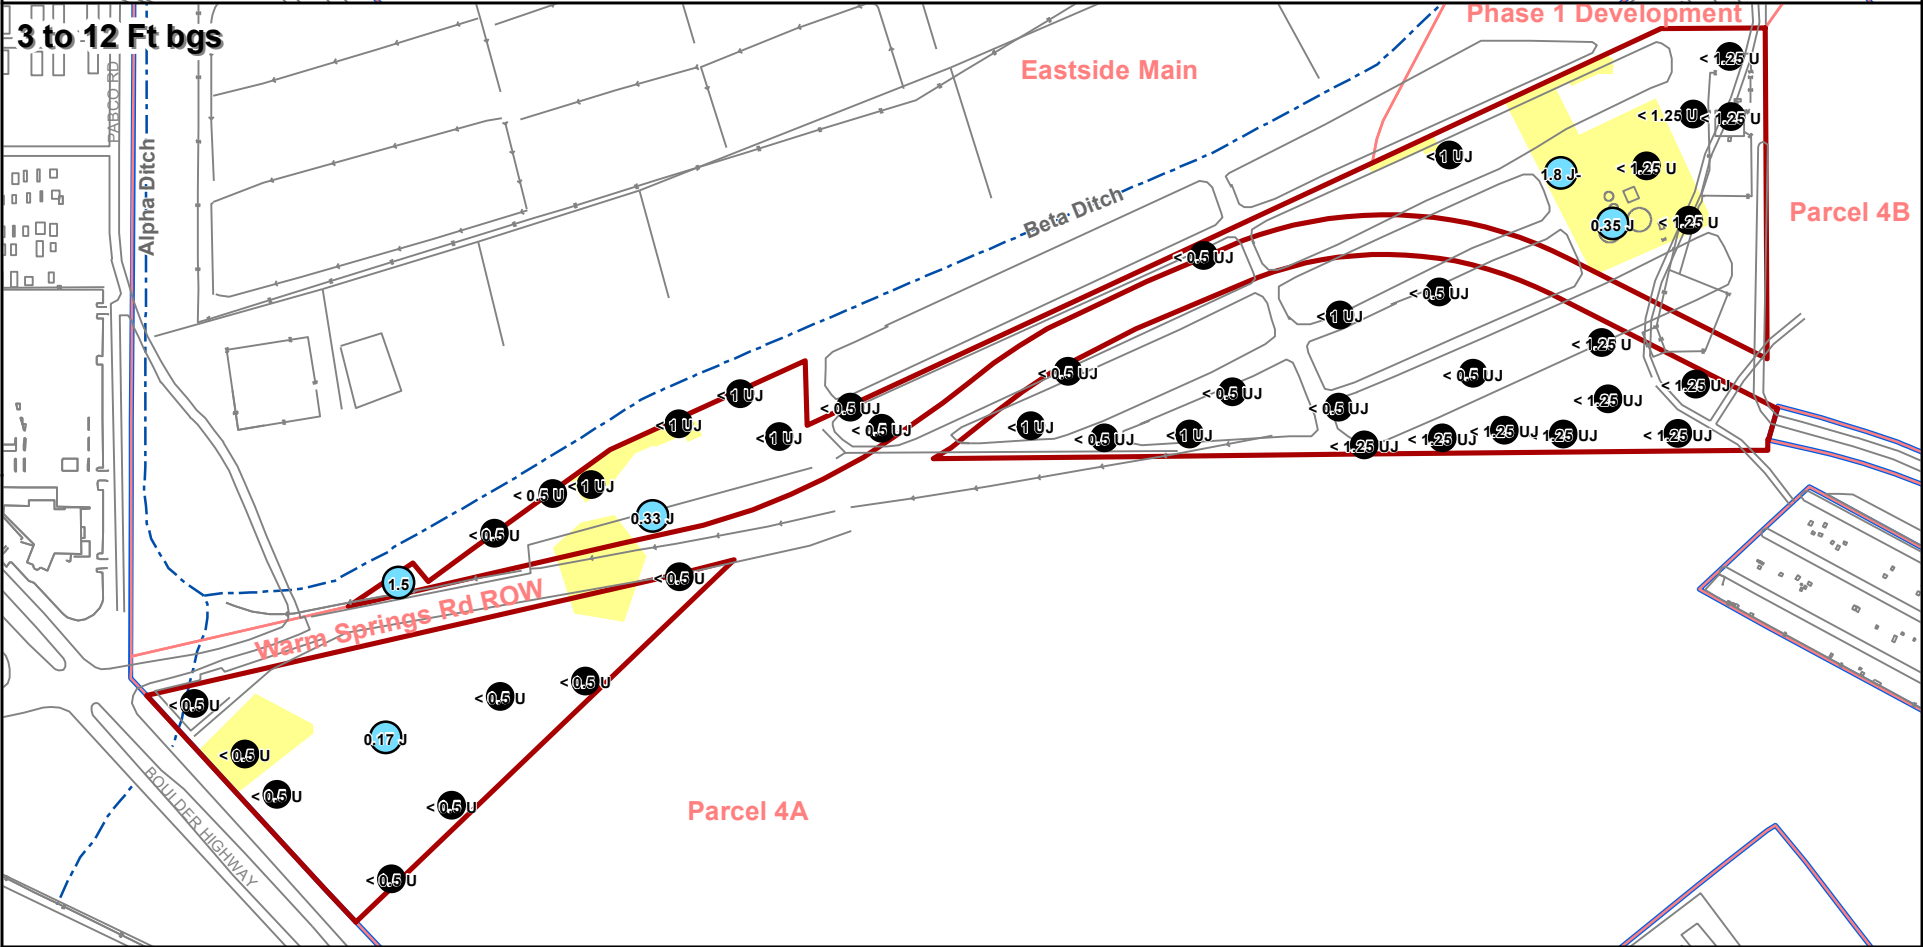 Phase 1 Development
3 to 12 Ft bgs
PABCO RD
Alpha Ditch
Eastside Main
Beta Ditch
Parcel 4B
< 1.25 U
< 1.25 U
< 1.25 U
< 1 UJ
1.8 J-
< 1.25 U
0.35 J
< 1.25 U
< 0.5 UJ
< 0.5 UJ
< 1 UJ
< 1.25 U
< 0.5 UJ
< 0.5 UJ
< 1.25 UJ
< 1 UJ
< 0.5 UJ
< 1.25 UJ
< 0.5 UJ
< 0.5 UJ
< 1 UJ
< 1 UJ
< 0.5 UJ
< 1 UJ
< 0.5 UJ
< 1 UJ
< 1.25 UJ
< 1.25 UJ
< 1.25 UJ
< 1.25 UJ
< 1.25 UJ
< 1 UJ
< 0.5 U
0.33 J
< 0.5 U
< 0.5 U
1.5
Warm Springs Rd ROW
< 0.5 U
< 0.5 U
< 0.5 U
0.17 J
< 0.5 U
< 0.5 U
< 0.5 U
Parcel 4A
BOULDER HIGHWAY
< 0.5 U